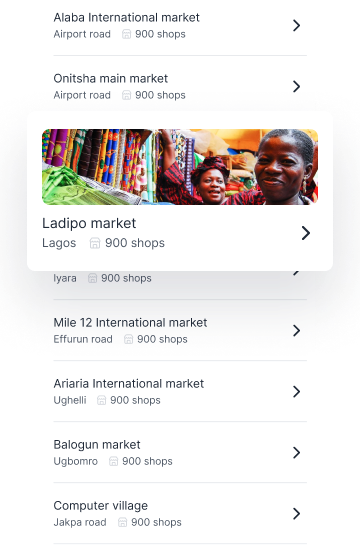 Alaba International market
Airport road 900 shops
Onitsha main market
Airport road 900 shops
Ladipo market
Lagos 900 shops
Iyara 900 shops
Mile 12 International market
Effurun road 900 shops
Ariaria International market
Ughelli 900 shops
Balogun market
Ugbomro 900 shops
Computer village
Jakpa road 900 shops